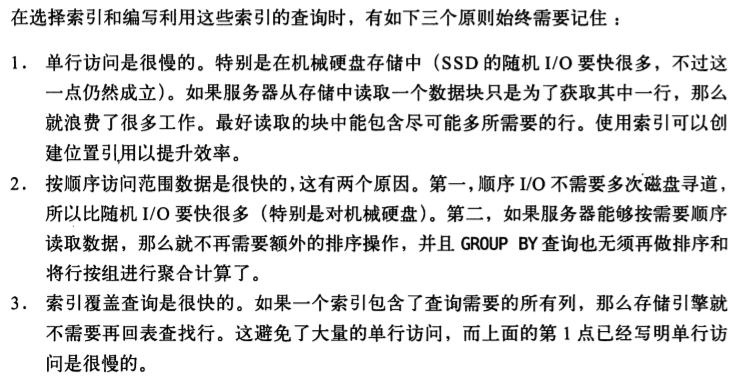 在选择索引和编写利用这些索引的查询时，有如下三个原则始终需要记住：
1. 单行访问是很慢的。特别是在机械硬盘存储中（SSD 的随机 I/O 要快很多，不过这
一点仍然成立）。如果服务器从存储中读取一个数据块只是为了获取其中一行，那么
就浪费了很多工作。最好读取的块中能包含尽可能多所需要的行。使用索引可以创
建位置引用以提升效率。
2. 按顺序访问范围数据是很快的，这有两个原因。第一，顺序 I/O 不需要多次磁盘寻道，
所以比随机 I/O 要快很多（特别是对机械硬盘）。第二，如果服务器能够按需要顺序
读取数据，那么就不再需要额外的排序操作，并且 GROUP BY 查询也无须再做排序和
将行按组进行聚合计算了。
3. 索引覆盖查询是很快的。如果一个索引包含了查询需要的所有列，那么存储引擎就
不需要再回表查找行。这避免了大量的单行访问，而上面的第 1 点已经写明单行访
问是很慢的。